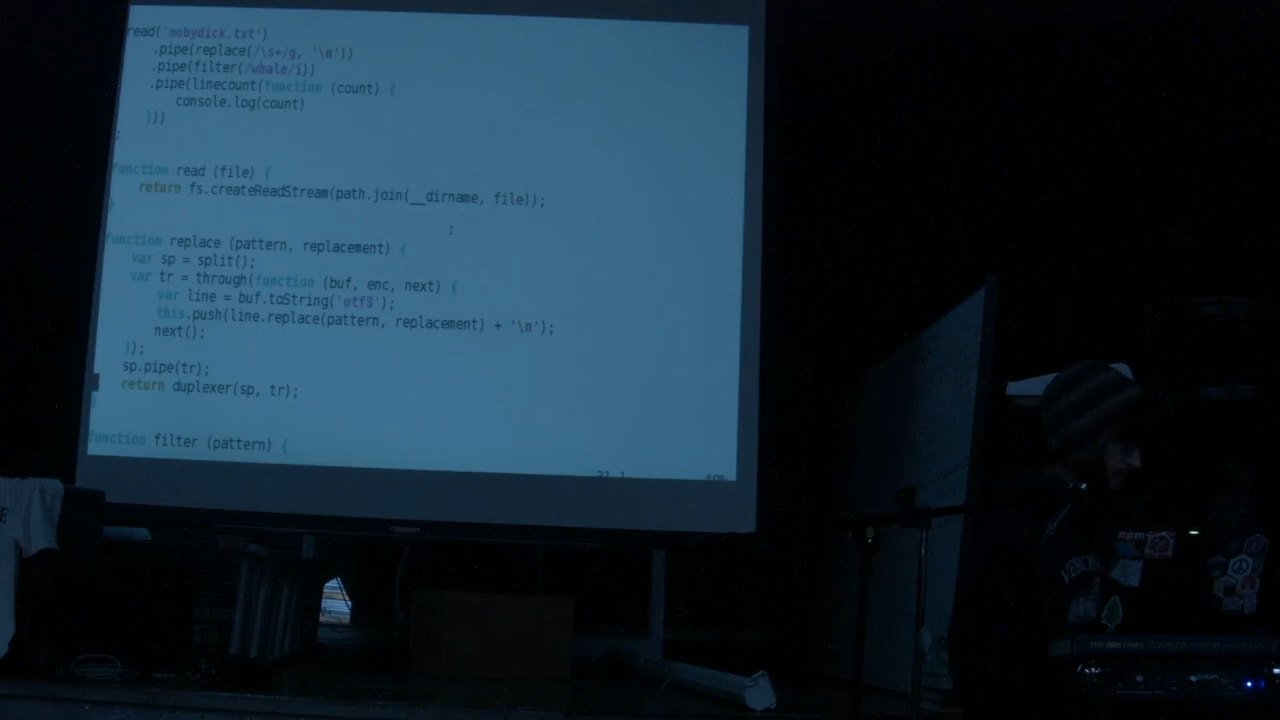 read('mobydick.txt')
.pipe(replace(/\s+/g, '\n'))
.pipe(filter(/whale/i))
.pipe(linecount(function (count) {
console.log(count)
}))
;
function read (file) {
return fs.createReadStream(path.join(__dirname, file));
}
function replace (pattern, replacement) {
var sp = split();
var tr = through(function (buf, enc, next) {
var line = buf.toString('utf8');
this.push(line.replace(pattern, replacement) + '\n');
next();
});
sp.pipe(tr);
return duplexer(sp, tr);
}
function filter (pattern) {
npm